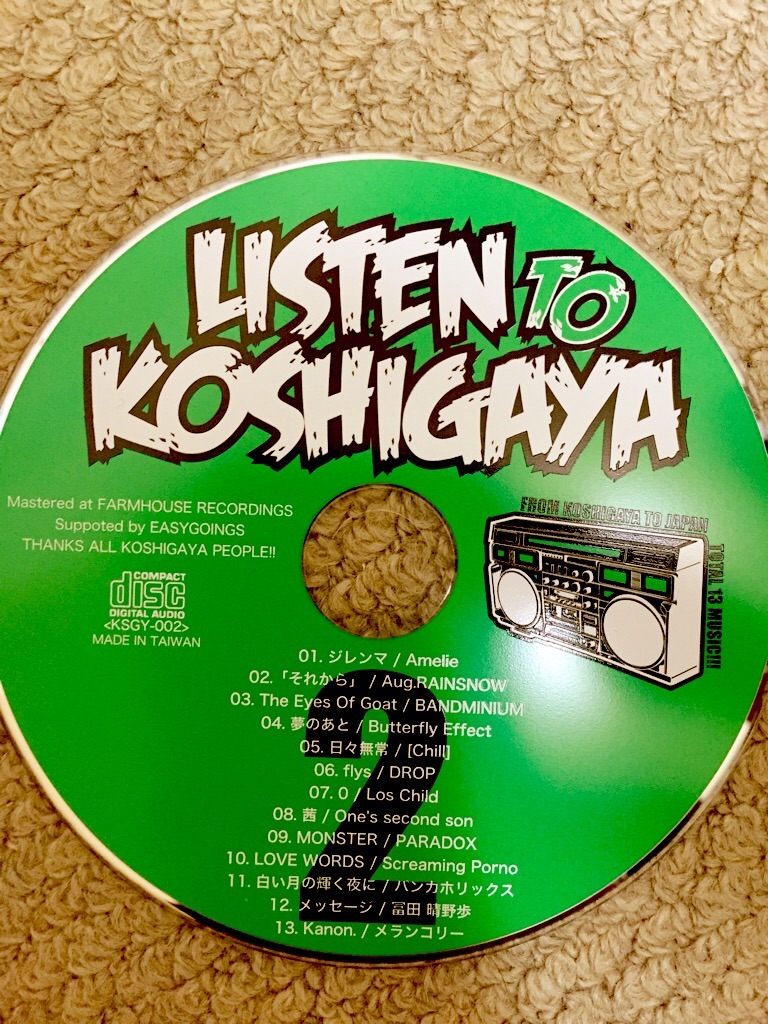 LISTEN TO
KOSHIGAYA
Mastered at FARMHOUSE RECORDINGS
Suppoted by EASYGOINGS
THANKS ALL KOSHIGAYA PEOPLE!!
COMPACT
disc
DIGITAL AUDIO
<KSGY-002>
MADE IN TAIWAN
FROM KOSHIGAYA TO JAPAN
TOTAL 13 MUSIC!!!
2
01. ジレンマ / Amelie
02.「それから」 / Aug.RAINSNOW
03. The Eyes Of Goat / BANDMINIUM
04. 夢のあと / Butterfly Effect
05. 日々無常 / [Chill]
06. flys / DROP
07. 0 / Los Child
08. 茜 / One's second son
09. MONSTER / PARADOX
10. LOVE WORDS / Screaming Porno
11. 白い月の輝く夜に / バンカホリックス
12. メッセージ / 冨田 晴野歩
13. Kanon. / メランコリー